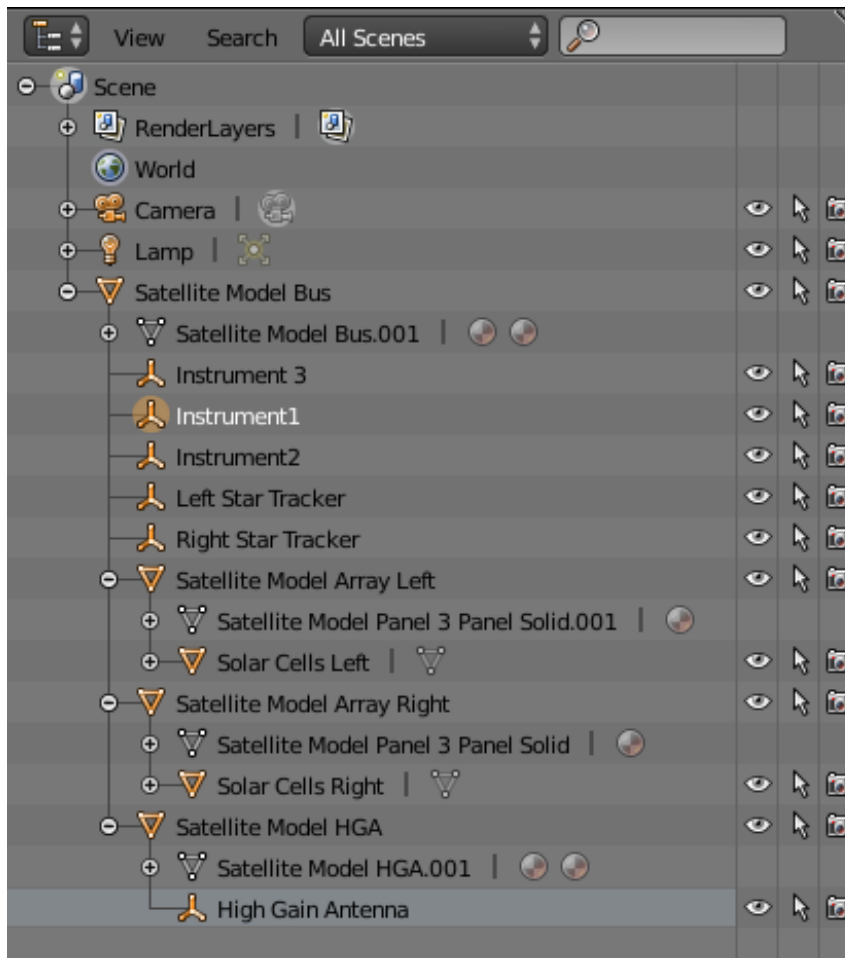 View Search All Scenes
Scene
RenderLayers |
World
Camera |
Lamp |
Satellite Model Bus
Satellite Model Bus.001 |
Instrument 3
Instrument1
Instrument2
Left Star Tracker
Right Star Tracker
Satellite Model Array Left
Satellite Model Panel 3 Panel Solid.001 |
Solar Cells Left |
Satellite Model Array Right
Satellite Model Panel 3 Panel Solid |
Solar Cells Right |
Satellite Model HGA
Satellite Model HGA.001 |
High Gain Antenna